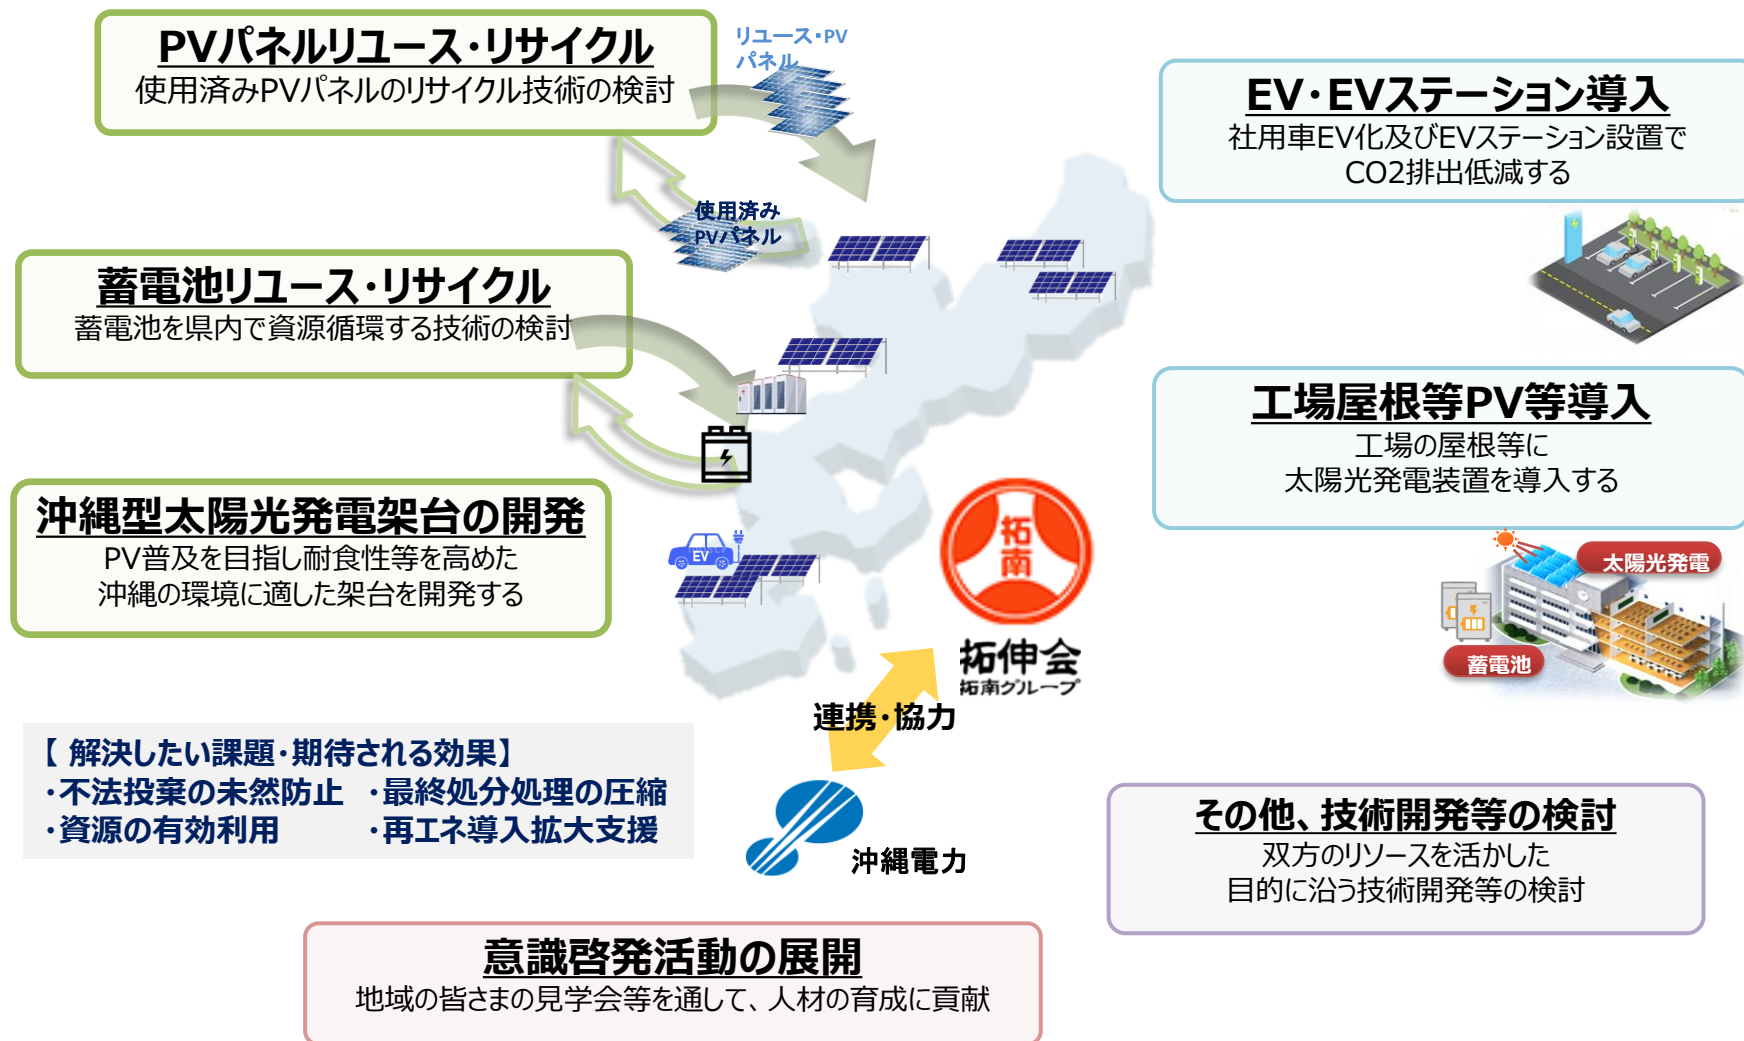 PVパネルリユース・リサイクル
使用済みPVパネルのリサイクル技術の検討
リユース・PV
パネル
使用済み
PVパネル
蓄電池リユース・リサイクル
蓄電池を県内で資源循環する技術の検討
沖縄型太陽光発電架台の開発
PV普及を目指し耐食性等を高めた
沖縄の環境に適した架台を開発する
EV
拓南
拓伸会
拓南グループ
連携・協力
沖縄電力
【 解決したい課題・期待される効果】
・不法投棄の未然防止 ・最終処分処理の圧縮
・資源の有効利用 ・再エネ導入拡大支援
EV・EVステーション導入
社用車EV化及びEVステーション設置で
CO2排出低減する
工場屋根等PV等導入
工場の屋根等に
太陽光発電装置を導入する
太陽光発電
蓄電池
その他、技術開発等の検討
双方のリソースを活かした
目的に沿う技術開発等の検討
意識啓発活動の展開
地域の皆さまの見学会等を通して、人材の育成に貢献